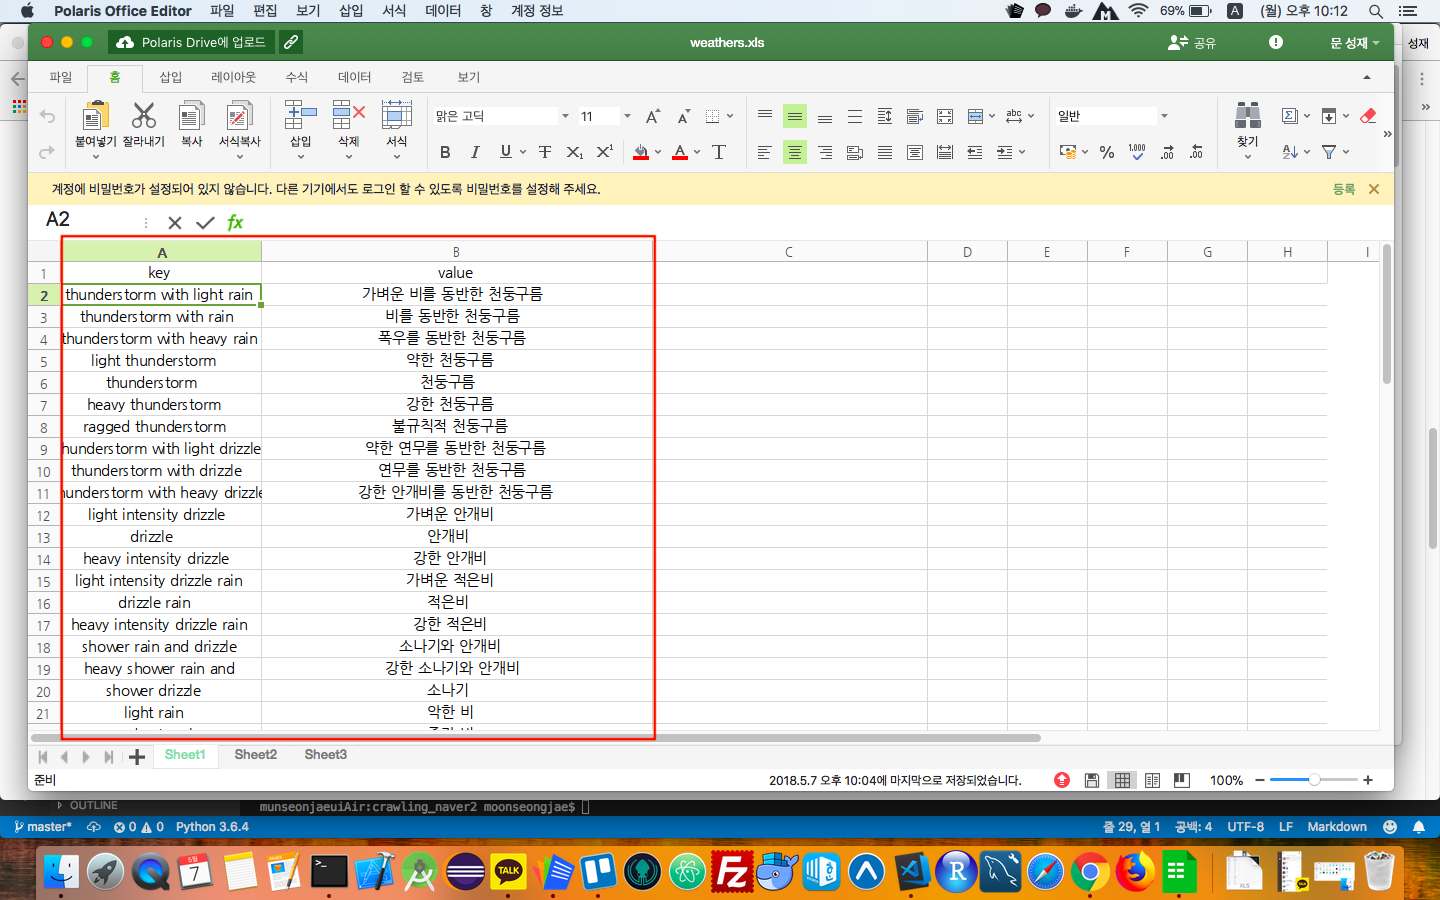 Polaris Office Editor 파일 편집 보기 삽입 서식 데이터 창 계정 정보 69% A (월) 오후 10:12
Polaris Drive에 업로드 weathers.xls 공유 문 성재 성재
파일 홈 삽입 레이아웃 수식 데이터 검토 보기
맑은 고딕 11 abc 일반
붙여넣기 잘라내기 복사 서식복사 삽입 삭제 서식 찾기
B I U T X₁ X¹ A T % 1,000 .00 .00
계정에 비밀번호가 설정되어 있지 않습니다. 다른 기기에서도 로그인 할 수 있도록 비밀번호를 설정해 주세요. 등록
A2 fx
A B C D E F G H I
1 key value
2 thunderstorm with light rain 가벼운 비를 동반한 천둥구름
3 thunderstorm with rain 비를 동반한 천둥구름
4 thunderstorm with heavy rain 폭우를 동반한 천둥구름
5 light thunderstorm 약한 천둥구름
6 thunderstorm 천둥구름
7 heavy thunderstorm 강한 천둥구름
8 ragged thunderstorm 불규칙적 천둥구름
9 hunderstorm with light drizzle 약한 연무를 동반한 천둥구름
10 thunderstorm with drizzle 연무를 동반한 천둥구름
11 hunderstorm with heavy drizzle 강한 안개비를 동반한 천둥구름
12 light intensity drizzle 가벼운 안개비
13 drizzle 안개비
14 heavy intensity drizzle 강한 안개비
15 light intensity drizzle rain 가벼운 적은비
16 drizzle rain 적은비
17 heavy intensity drizzle rain 강한 적은비
18 shower rain and drizzle 소나기와 안개비
19 heavy shower rain and 강한 소나기와 안개비
20 shower drizzle 소나기
21 light rain 악한 비
Sheet1 Sheet2 Sheet3
준비 2018.5.7 오후 10:04에 마지막으로 저장되었습니다. 100%
OUTLINE munseonjaeuiAir:crawling_naver2 moonseongjae$
master* 0 0 Python 3.6.4 줄 29, 열 1 공백: 4 UTF-8 LF Markdown
5월
7
TALK
Fz
R
XLS